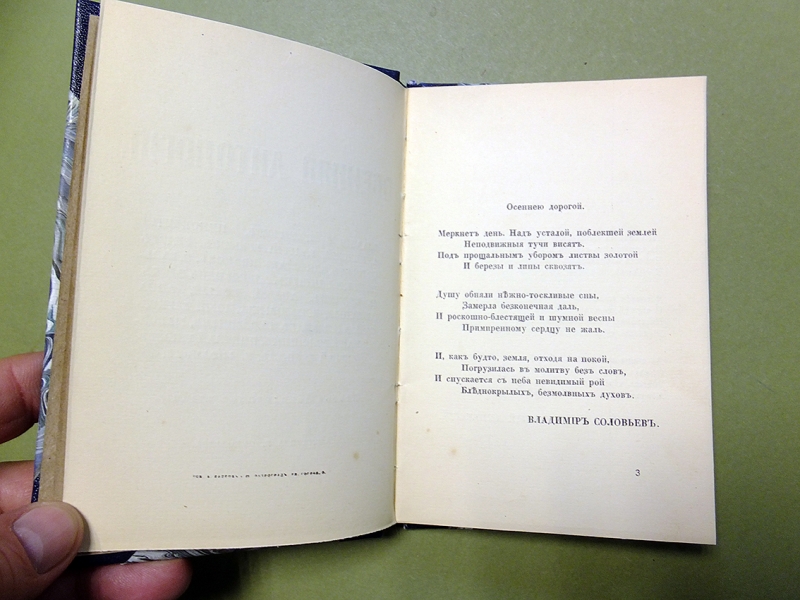 Осеннею дорогой.
Меркнетъ день. Надъ усталой, поблекшей землей
Неподвижныя тучи висятъ.
Подъ прощальнымъ уборомъ листвы золотой
И березы и липы сквозятъ.
Душу обняли нѣжно-тоскливые сны,
Замерла безконечная даль,
И роскошно-блестящей и шумной весны
Примиренному сердцу не жаль.
И, какъ будто, земля, отходя на покой,
Погрузилась въ молитву безъ словъ,
И спускается съ неба невидимый рой
Блѣднокрылыхъ, безмолвныхъ духовъ.
ВЛАДИМІРЪ СОЛОВЬЕВЪ.
3